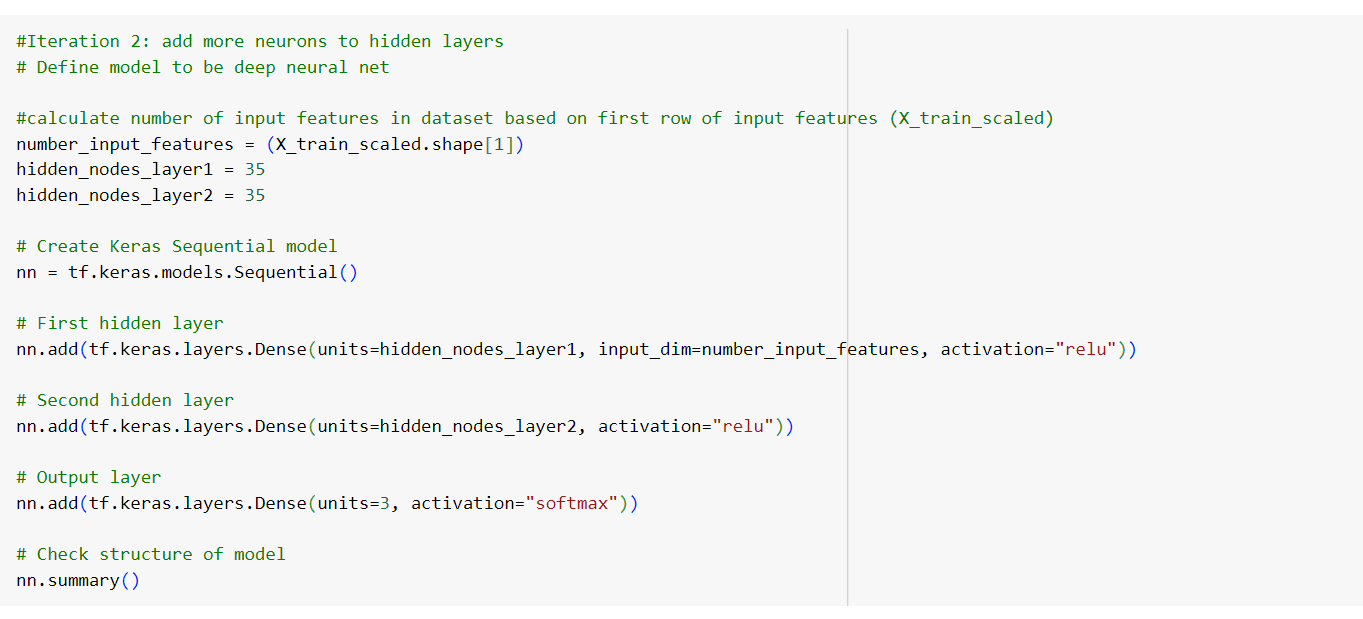 #Iteration 2: add more neurons to hidden layers
# Define model to be deep neural net
#calculate number of input features in dataset based on first row of input features (X_train_scaled)
number_input_features = (X_train_scaled.shape[1])
hidden_nodes_layer1 = 35
hidden_nodes_layer2 = 35
# Create Keras Sequential model
nn = tf.keras.models.Sequential()
# First hidden layer
nn.add(tf.keras.layers.Dense(units=hidden_nodes_layer1, input_dim=number_input_features, activation="relu"))
# Second hidden layer
nn.add(tf.keras.layers.Dense(units=hidden_nodes_layer2, activation="relu"))
# Output layer
nn.add(tf.keras.layers.Dense(units=3, activation="softmax"))
# Check structure of model
nn.summary()